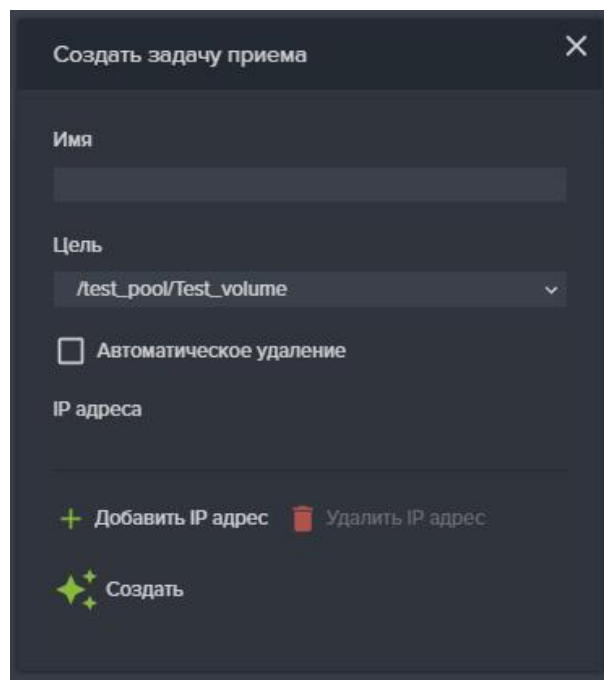 Создать задачу приема
Имя
Цель
/test_pool/Test_volume
Автоматическое удаление
IP адреса
Добавить IP адрес Удалить IP адрес
Создать